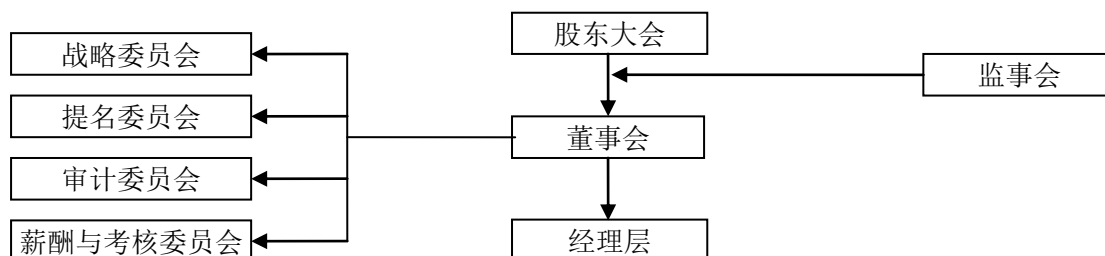 股东大会
战略委员会
监事会
提名委员会
董事会
审计委员会
薪酬与考核委员会
经理层